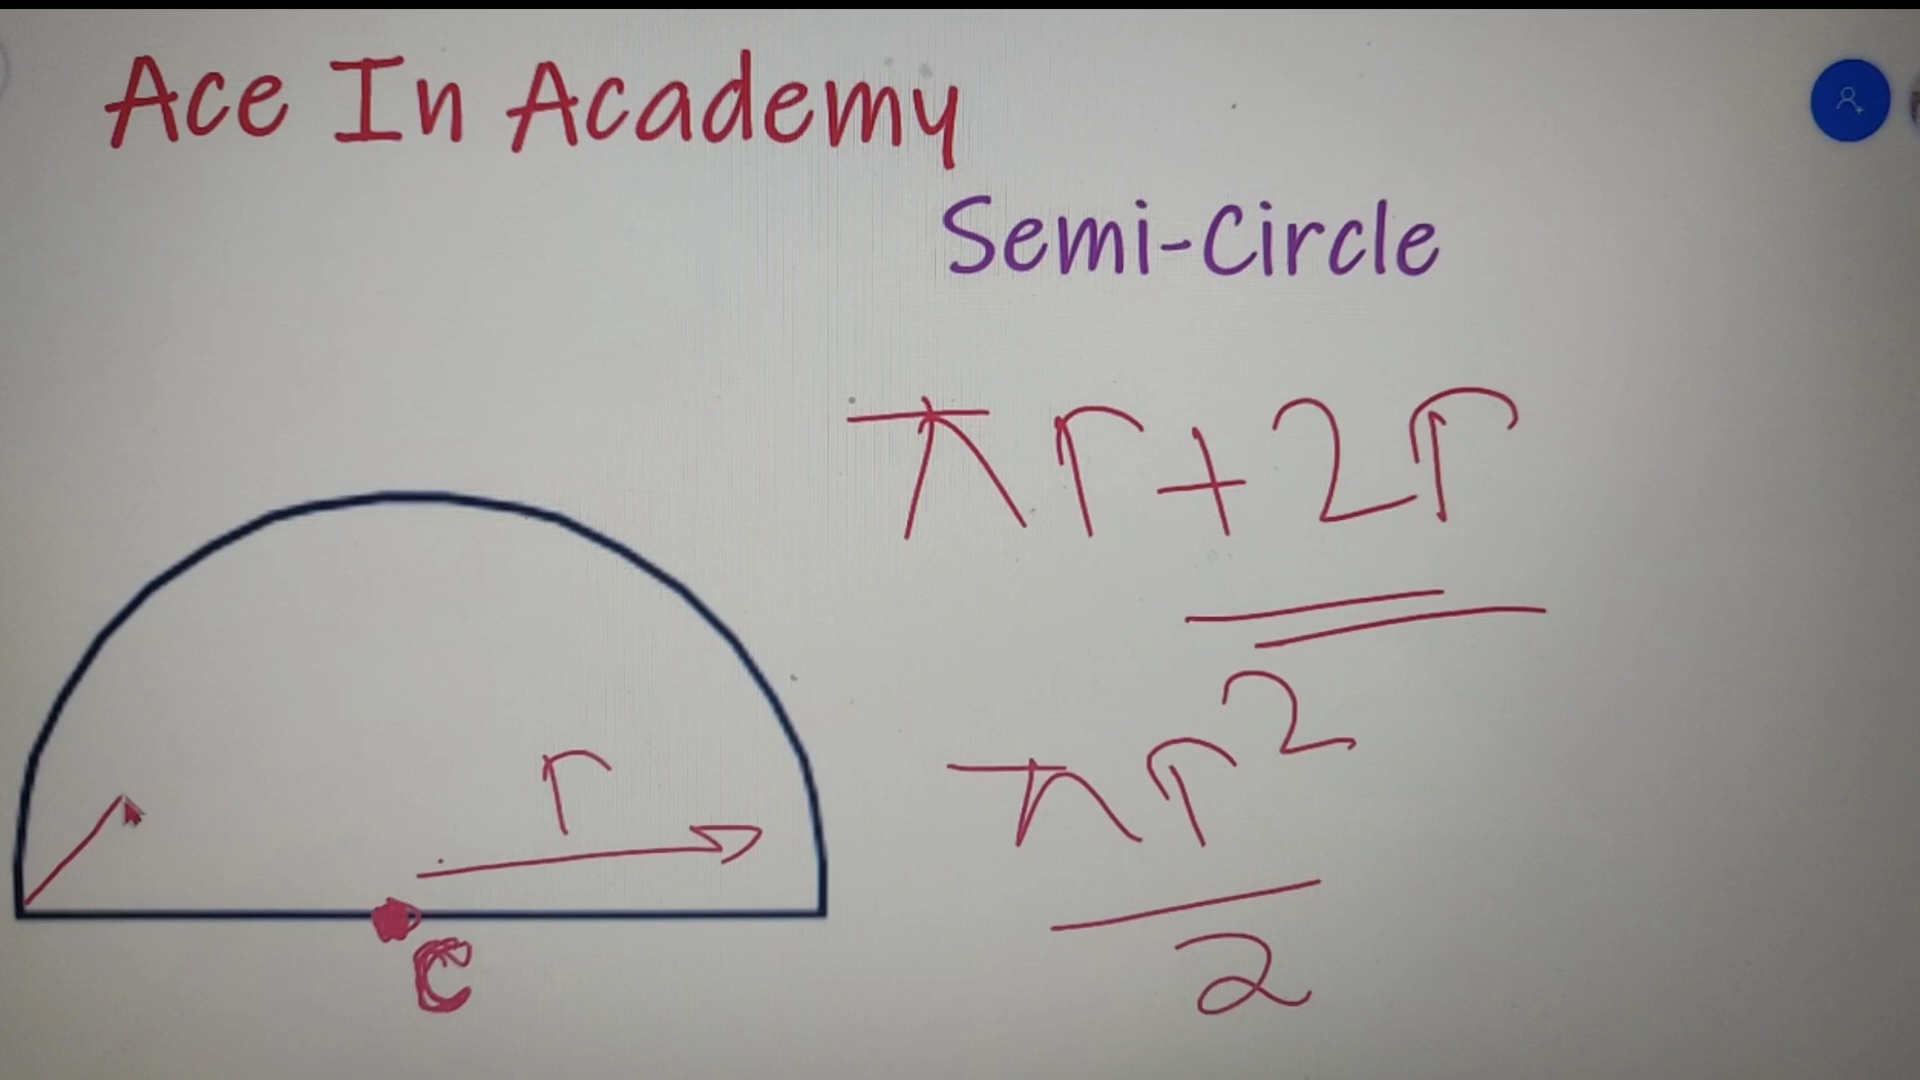 Ace In Academy
Semi-Circle
πr+2r
r
πr²
2
C